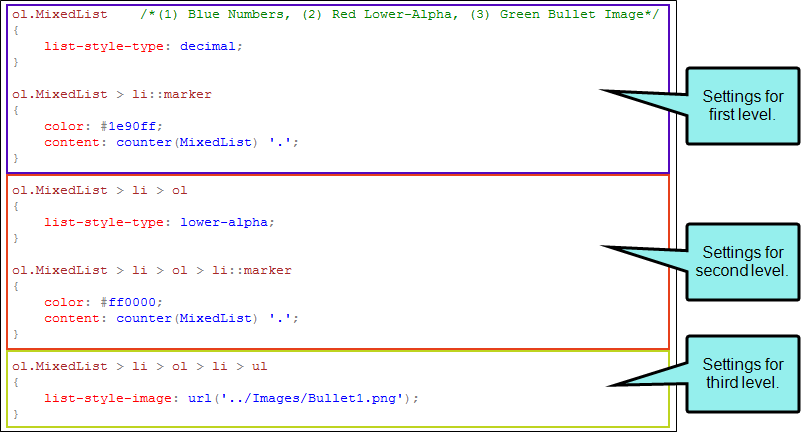 ol.MixedList    /*(1) Blue Numbers, (2) Red Lower-Alpha, (3) Green Bullet Image*/
{
    list-style-type: decimal;
}
ol.MixedList > li::marker
{
    color: #1e90ff;
    content: counter(MixedList) '.';
}
Settings for
first level.
ol.MixedList > li > ol
{
    list-style-type: lower-alpha;
}
ol.MixedList > li > ol > li::marker
{
    color: #ff0000;
    content: counter(MixedList) '.';
}
Settings for
second level.
ol.MixedList > li > ol > li > ul
{
    list-style-image: url('../Images/Bullet1.png');
}
Settings for
third level.